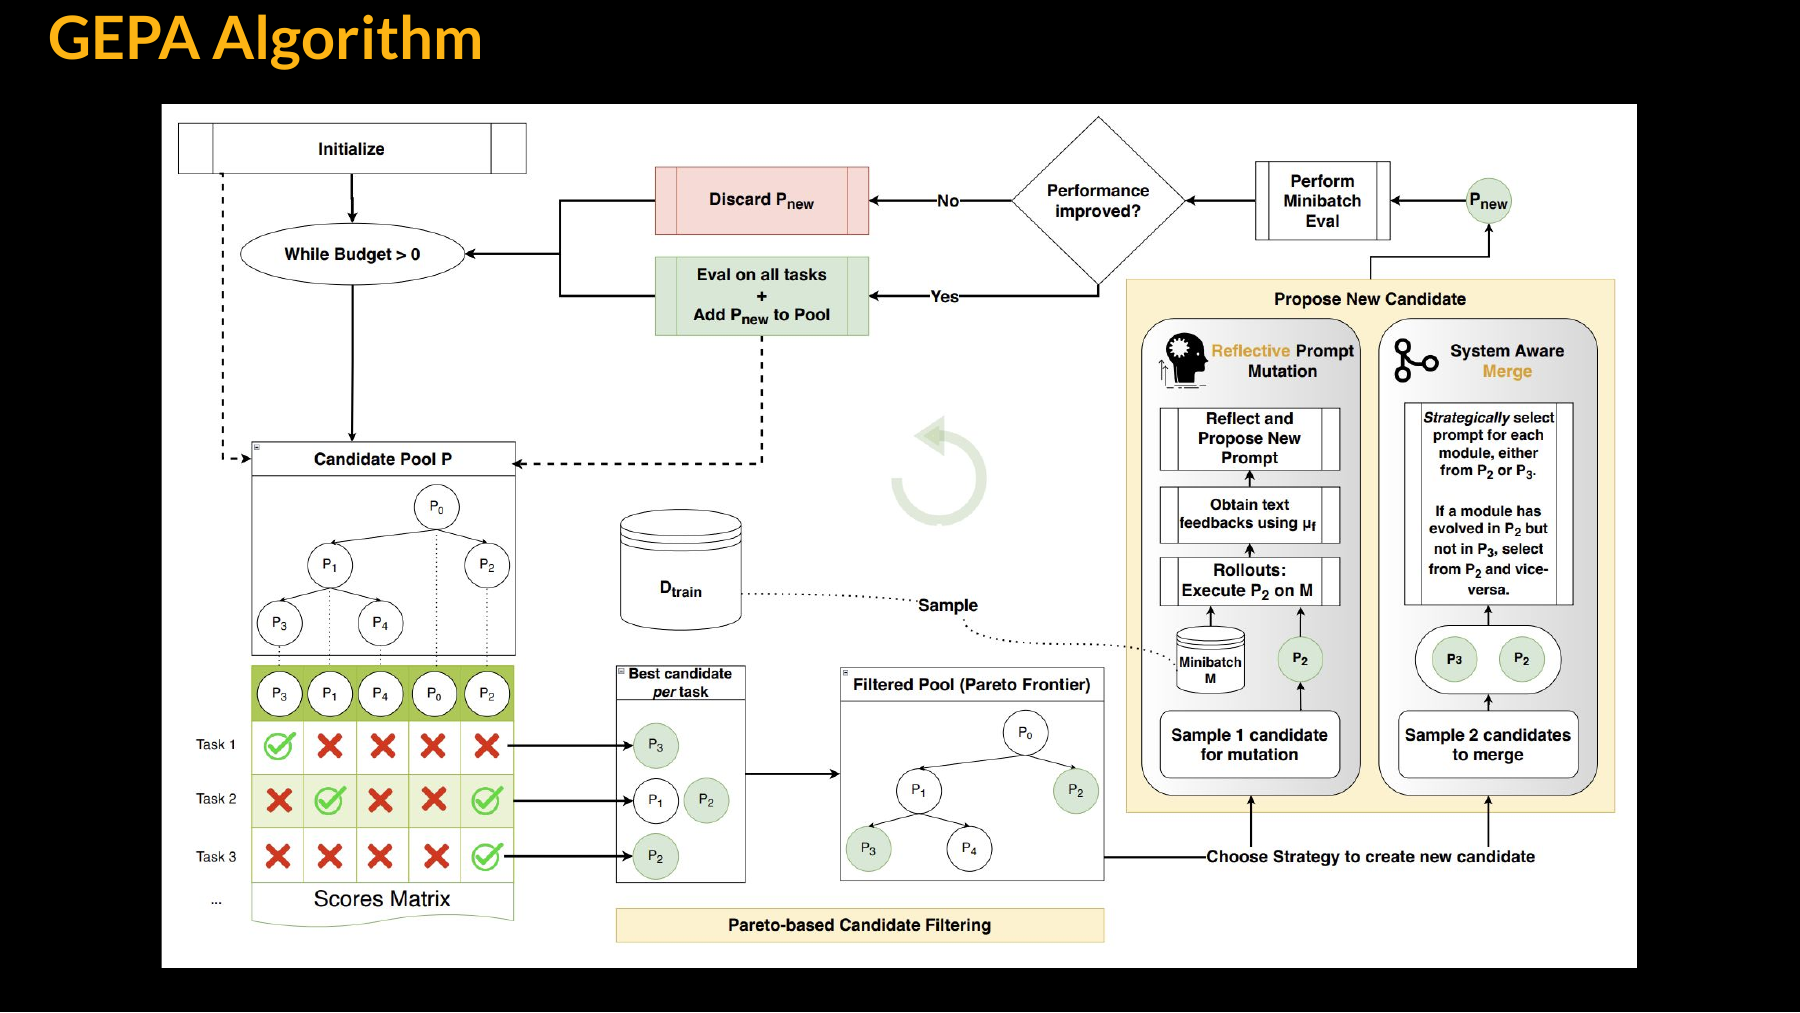 GEPA Algorithm
Initialize
While Budget > 0
Discard Pnew
Eval on all tasks
+
Add Pnew to Pool
No
Yes
Performance
improved?
Perform
Minibatch
Eval
Pnew
Propose New Candidate
Reflective Prompt
Mutation
Reflect and
Propose New
Prompt
Obtain text
feedbacks using μf
Rollouts:
Execute P2 on M
Minibatch
M
P2
Sample 1 candidate
for mutation
System Aware
Merge
Strategically select
prompt for each
module, either
from P2 or P3.
If a module has
evolved in P2 but
not in P3, select
from P2 and vice-
versa.
P3 P2
Sample 2 candidates
to merge
Choose Strategy to create new candidate
Candidate Pool P
P0
P1 P2
P3 P4
Dtrain
Sample
P3 P1 P4 P0 P2
Task 1
Task 2
Task 3
...
Scores Matrix
Best candidate
per task
P3
P1 P2
P2
Filtered Pool (Pareto Frontier)
P0
P1 P2
P3 P4
Pareto-based Candidate Filtering